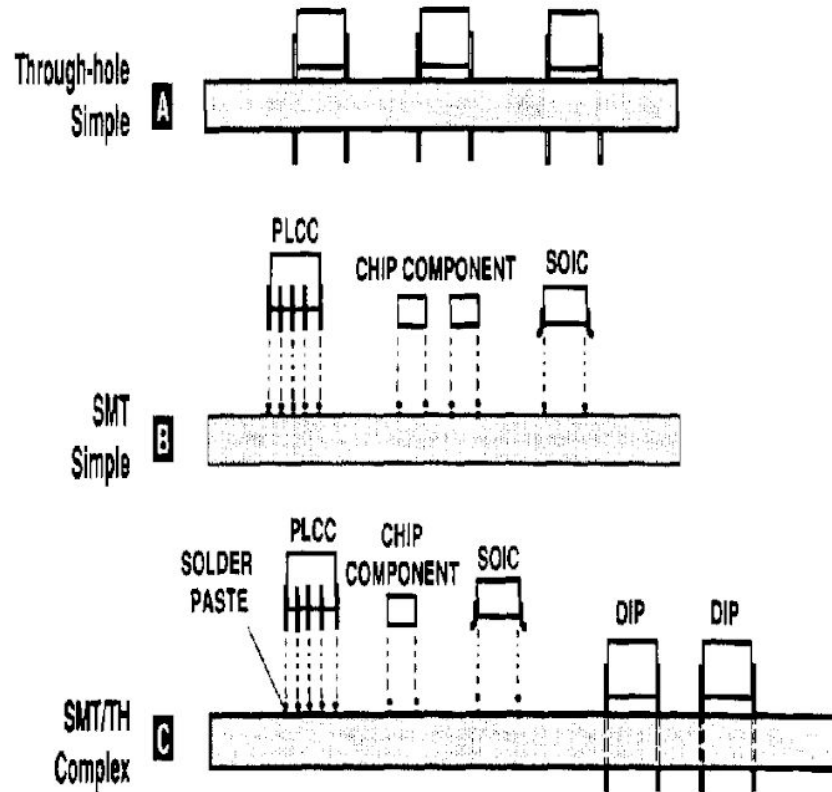 Through-hole
Simple A
PLCC
CHIP COMPONENT
SOIC
SMT
Simple B
PLCC
CHIP
COMPONENT
SOIC
SOLDER
PASTE
DIP
DIP
SMT/TH
Complex C